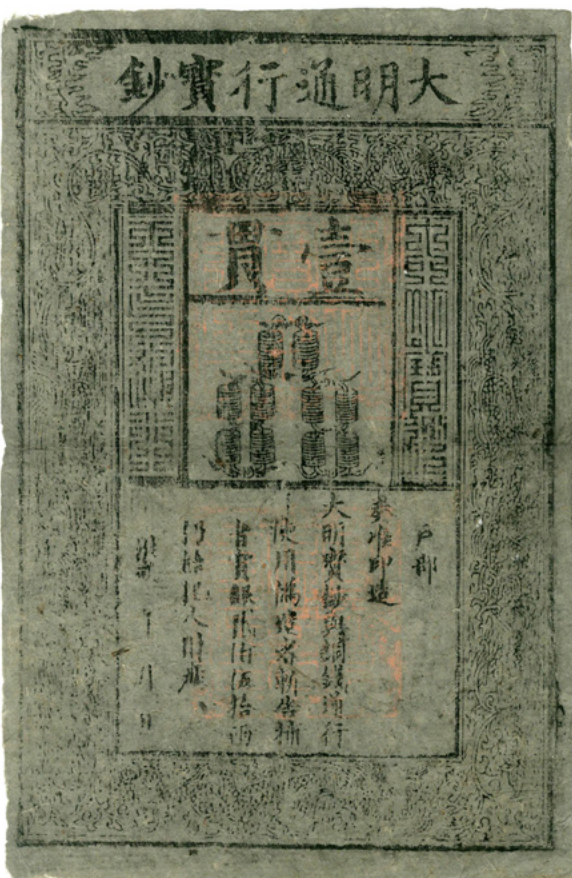 大明通行寶鈔
壹貫
戶部
奏准印造
大明寶鈔與銅錢通行
使用偽造者斬告捕
者賞銀貳伯伍拾兩
仍給犯人財產
洪武 年 月 日